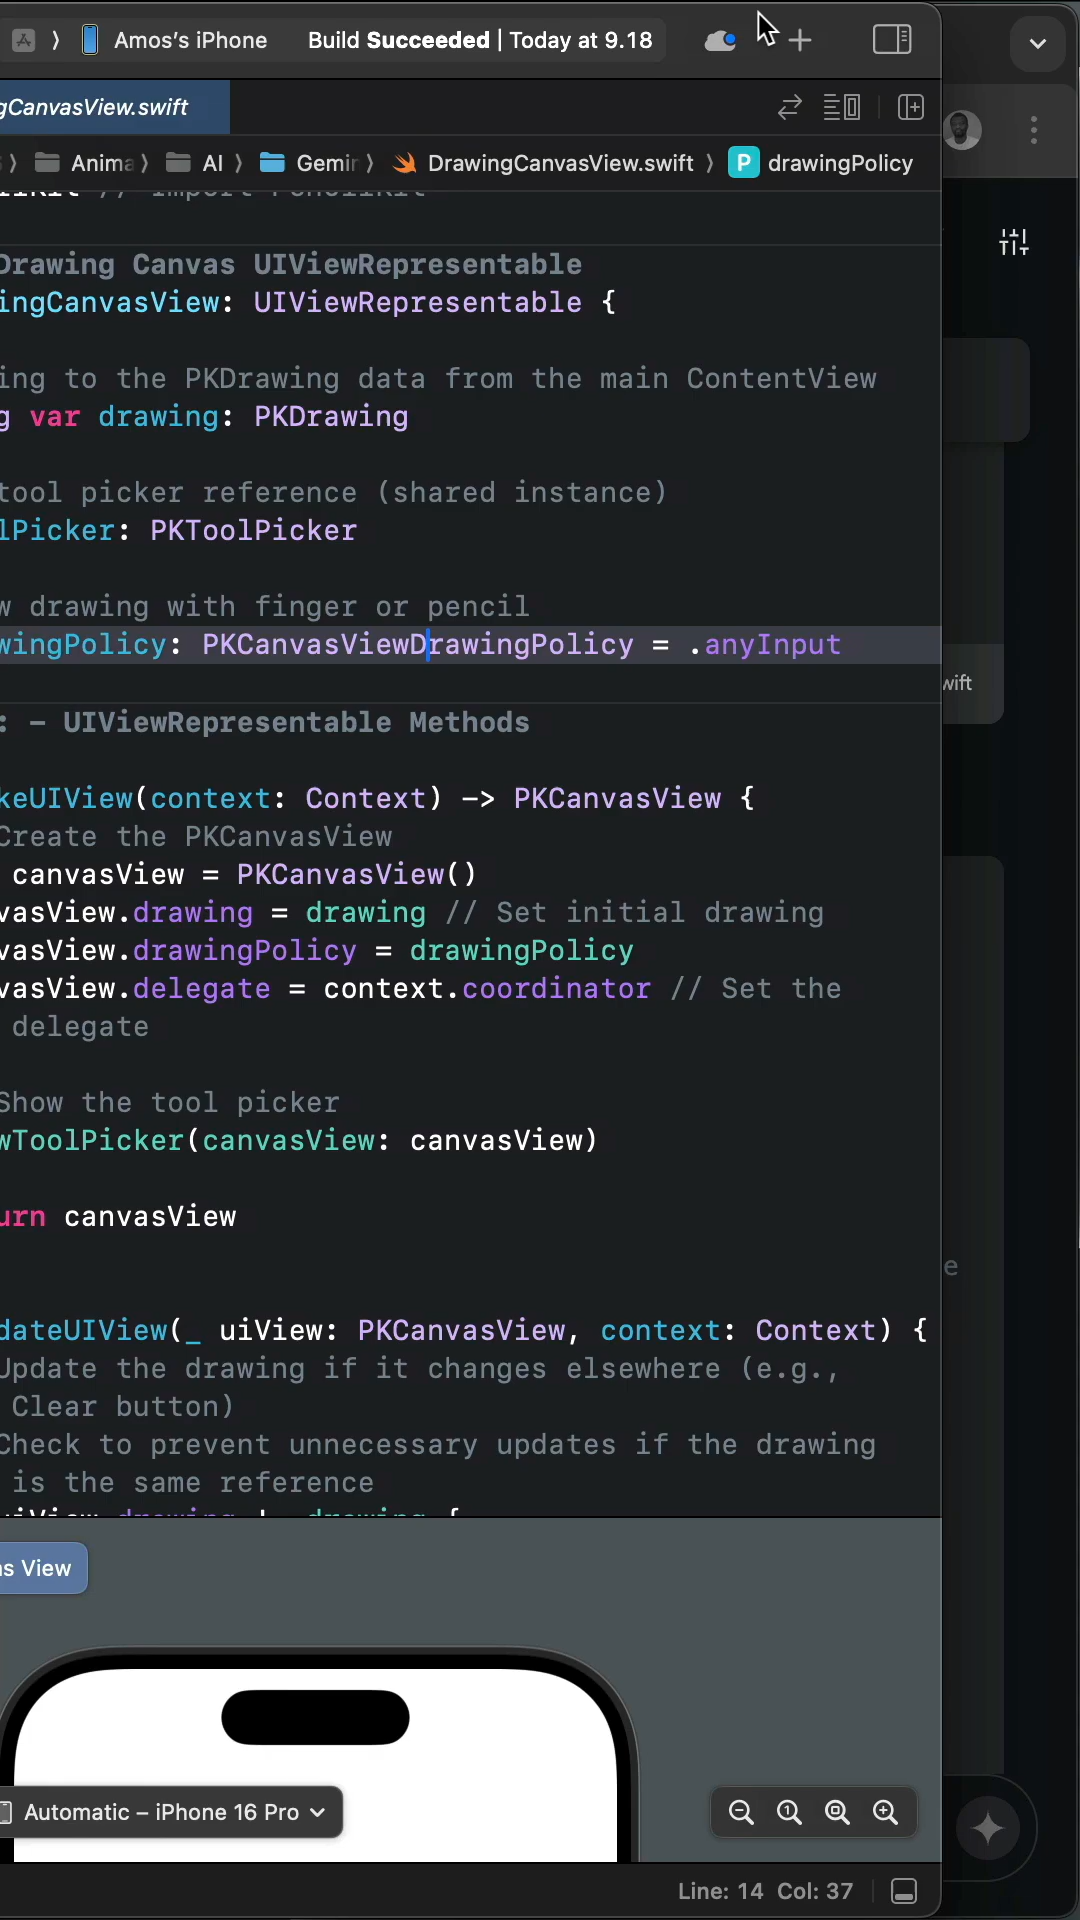 Amos's iPhone Build Succeeded | Today at 9.18
gCanvasView.swift
Anima AI Gemin DrawingCanvasView.swift P drawingPolicy
Drawing Canvas UIViewRepresentable
ingCanvasView: UIViewRepresentable {
ing to the PKDrawing data from the main ContentView
g var drawing: PKDrawing
tool picker reference (shared instance)
lPicker: PKToolPicker
w drawing with finger or pencil
wingPolicy: PKCanvasViewDrawingPolicy = .anyInput
wift
: - UIViewRepresentable Methods
keUIView(context: Context) -> PKCanvasView {
Create the PKCanvasView
canvasView = PKCanvasView()
vasView.drawing = drawing // Set initial drawing
vasView.drawingPolicy = drawingPolicy
vasView.delegate = context.coordinator // Set the
delegate
Show the tool picker
wToolPicker(canvasView: canvasView)
urn canvasView
e
dateUIView(_ uiView: PKCanvasView, context: Context) {
Update the drawing if it changes elsewhere (e.g.,
Clear button)
Check to prevent unnecessary updates if the drawing
is the same reference
as View
Automatic – iPhone 16 Pro
Line: 14 Col: 37